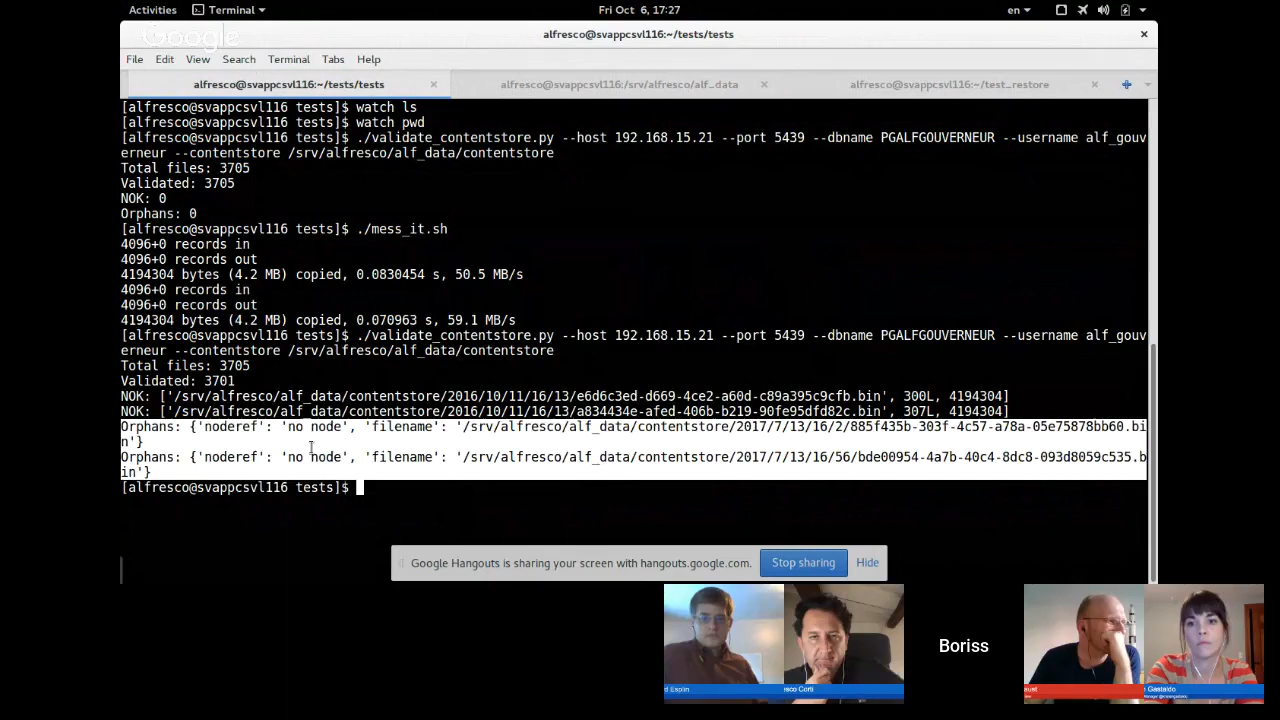 Activities Terminal Fri Oct 6, 17:27 en
Google
alfresco@svappcsvl116:~/tests/tests
File Edit View Search Terminal Tabs Help
alfresco@svappcsvl116:~/tests/tests alfresco@svappcsvl116:/srv/alfresco/alf_data alfresco@svappcsvl116:~/test_restore
[alfresco@svappcsvl116 tests]$ watch ls
[alfresco@svappcsvl116 tests]$ watch pwd
[alfresco@svappcsvl116 tests]$ ./validate_contentstore.py --host 192.168.15.21 --port 5439 --dbname PGALFGOUVERNEUR --username alf_gouv
erneur --contentstore /srv/alfresco/alf_data/contentstore
Total files: 3705
Validated: 3705
NOK: 0
Orphans: 0
[alfresco@svappcsvl116 tests]$ ./mess_it.sh
4096+0 records in
4096+0 records out
4194304 bytes (4.2 MB) copied, 0.0830454 s, 50.5 MB/s
4096+0 records in
4096+0 records out
4194304 bytes (4.2 MB) copied, 0.070963 s, 59.1 MB/s
[alfresco@svappcsvl116 tests]$ ./validate_contentstore.py --host 192.168.15.21 --port 5439 --dbname PGALFGOUVERNEUR --username alf_gouv
erneur --contentstore /srv/alfresco/alf_data/contentstore
Total files: 3705
Validated: 3701
NOK: ['/srv/alfresco/alf_data/contentstore/2016/10/11/16/13/e6d6c3ed-d669-4ce2-a60d-c89a395c9cfb.bin', 300L, 4194304]
NOK: ['/srv/alfresco/alf_data/contentstore/2016/10/11/16/13/a834434e-afed-406b-b219-90fe95dfd82c.bin', 307L, 4194304]
Orphans: {'noderef': 'no node', 'filename': '/srv/alfresco/alf_data/contentstore/2017/7/13/16/2/885f435b-303f-4c57-a78a-05e75878bb60.bi
n'}
Orphans: {'noderef': 'no node', 'filename': '/srv/alfresco/alf_data/contentstore/2017/7/13/16/56/bde00954-4a7b-40c4-8dc8-093d8059c535.b
in'}
[alfresco@svappcsvl116 tests]$
Google Hangouts is sharing your screen with hangouts.google.com. Stop sharing Hide
Boriss
d Esplin
esco Corti
aust
Gastaldo